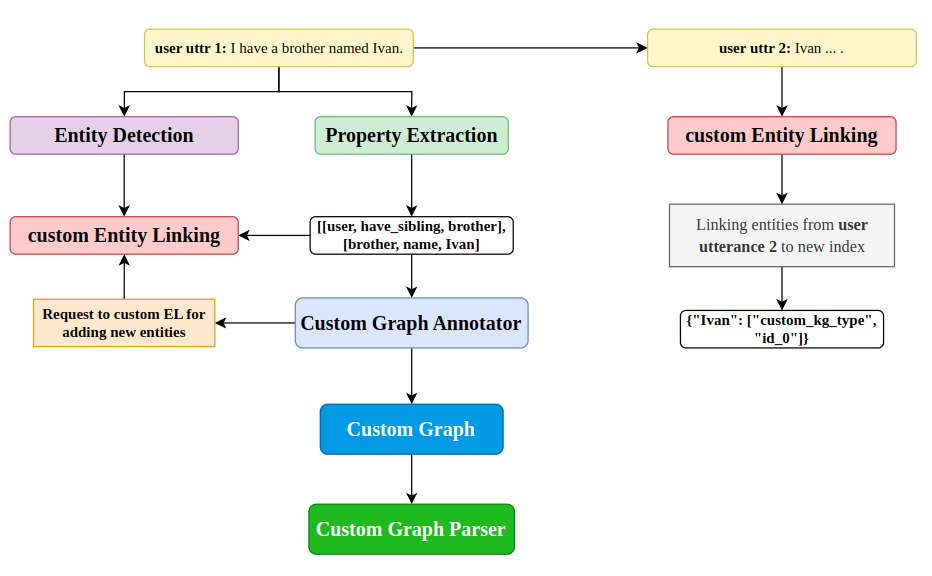 user uttr 1: I have a brother named Ivan.
user uttr 2: Ivan ... .
Entity Detection
Property Extraction
custom Entity Linking
custom Entity Linking
[[user, have_sibling, brother],
[brother, name, Ivan]
Linking entities from user
utterance 2 to new index
Request to custom EL for
adding new entities
Custom Graph Annotator
{"Ivan": ["custom_kg_type",
"id_0"]}
Custom Graph
Custom Graph Parser